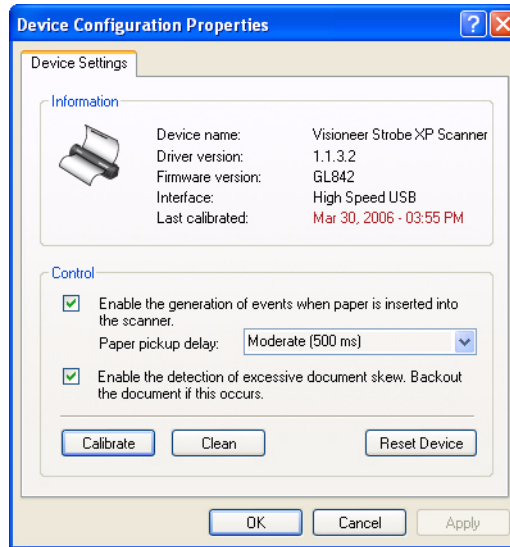 Device Configuration Properties
Device Settings
Information
Device name: Visioneer Strobe XP Scanner
Driver version: 1.1.3.2
Firmware version: GL842
Interface: High Speed USB
Last calibrated: Mar 30, 2006 - 03:55 PM
Control
Enable the generation of events when paper is inserted into
the scanner.
Paper pickup delay: Moderate (500 ms)
Enable the detection of excessive document skew. Backout
the document if this occurs.
Calibrate Clean Reset Device
OK Cancel Apply